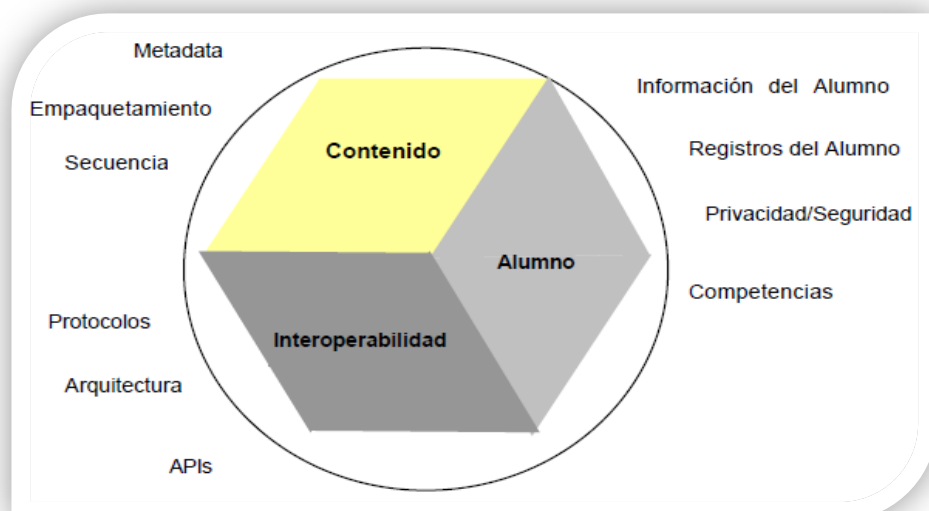 Metadata
Empaquetamiento
Secuencia
Contenido
Información del Alumno
Registros del Alumno
Privacidad/Seguridad
Alumno
Competencias
Protocolos
Interoperabilidad
Arquitectura
APIs